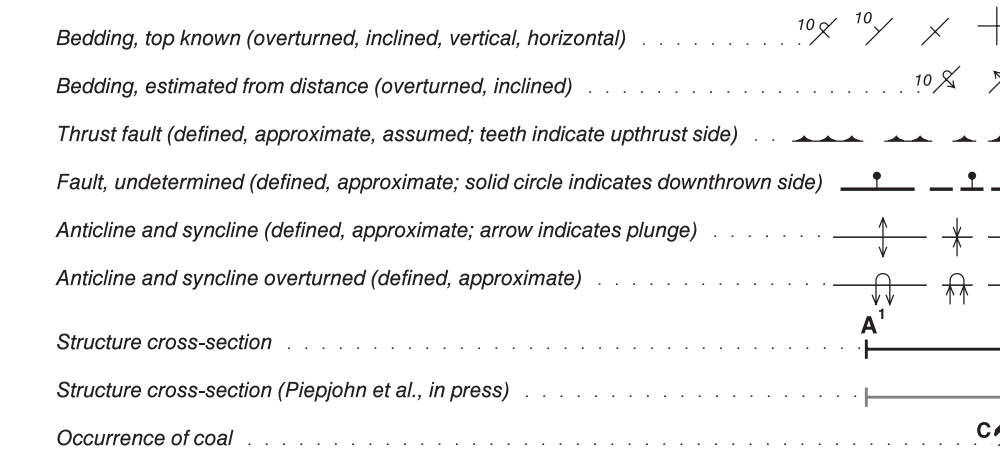 Bedding, top known (overturned, inclined, vertical, horizontal) . . . . . . . . . . . 10 10
Bedding, estimated from distance (overturned, inclined) . . . . . . . . . . . . . . . . . . . . . . . 10
Thrust fault (defined, approximate, assumed; teeth indicate upthrust side) . .
Fault, undetermined (defined, approximate; solid circle indicates downthrown side)
Anticline and syncline (defined, approximate; arrow indicates plunge) . . . . . . . .
Anticline and syncline overturned (defined, approximate) . . . . . . . . . . . . . . . .
A1
Structure cross-section . . . . . . . . . . . . . . . . . . . . . . . . . . . . . . . . . . . . . . . .
Structure cross-section (Piepjohn et al., in press) . . . . . . . . . . . . . . . . . . . . . . .
Occurrence of coal . . . . . . . . . . . . . . . . . . . . . . . . . . . . . . . . . . . . . . . . . . . . . . . . . . C